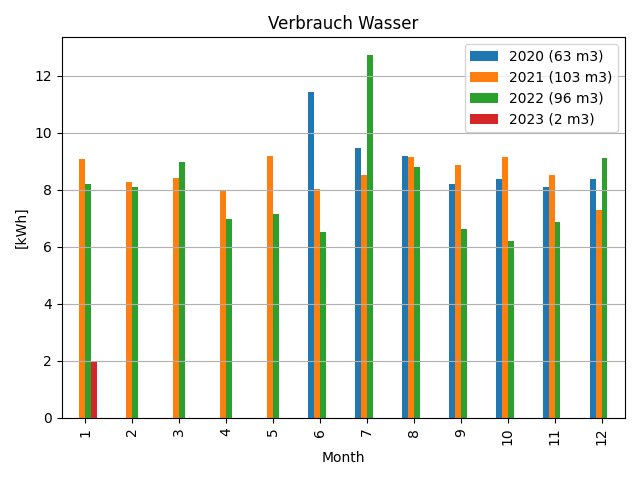 Verbrauch Wasser
2020 (63 m3)
2021 (103 m3)
2022 (96 m3)
2023 (2 m3)
[kWh]
12
10
8
6
4
2
0
1 2 3 4 5 6 7 8 9 10 11 12
Month